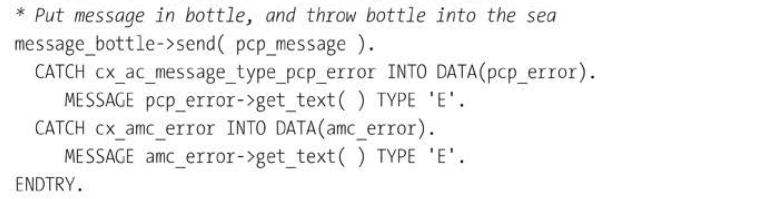 * Put message in bottle, and throw bottle into the sea
message_bottle->send( pcp_message ).
CATCH cx_ac_message_type_pcp_error INTO DATA(pcp_error).
MESSAGE pcp_error->get_text( ) TYPE 'E'.
CATCH cx_amc_error INTO DATA(amc_error).
MESSAGE amc_error->get_text( ) TYPE 'E'.
ENDTRY.